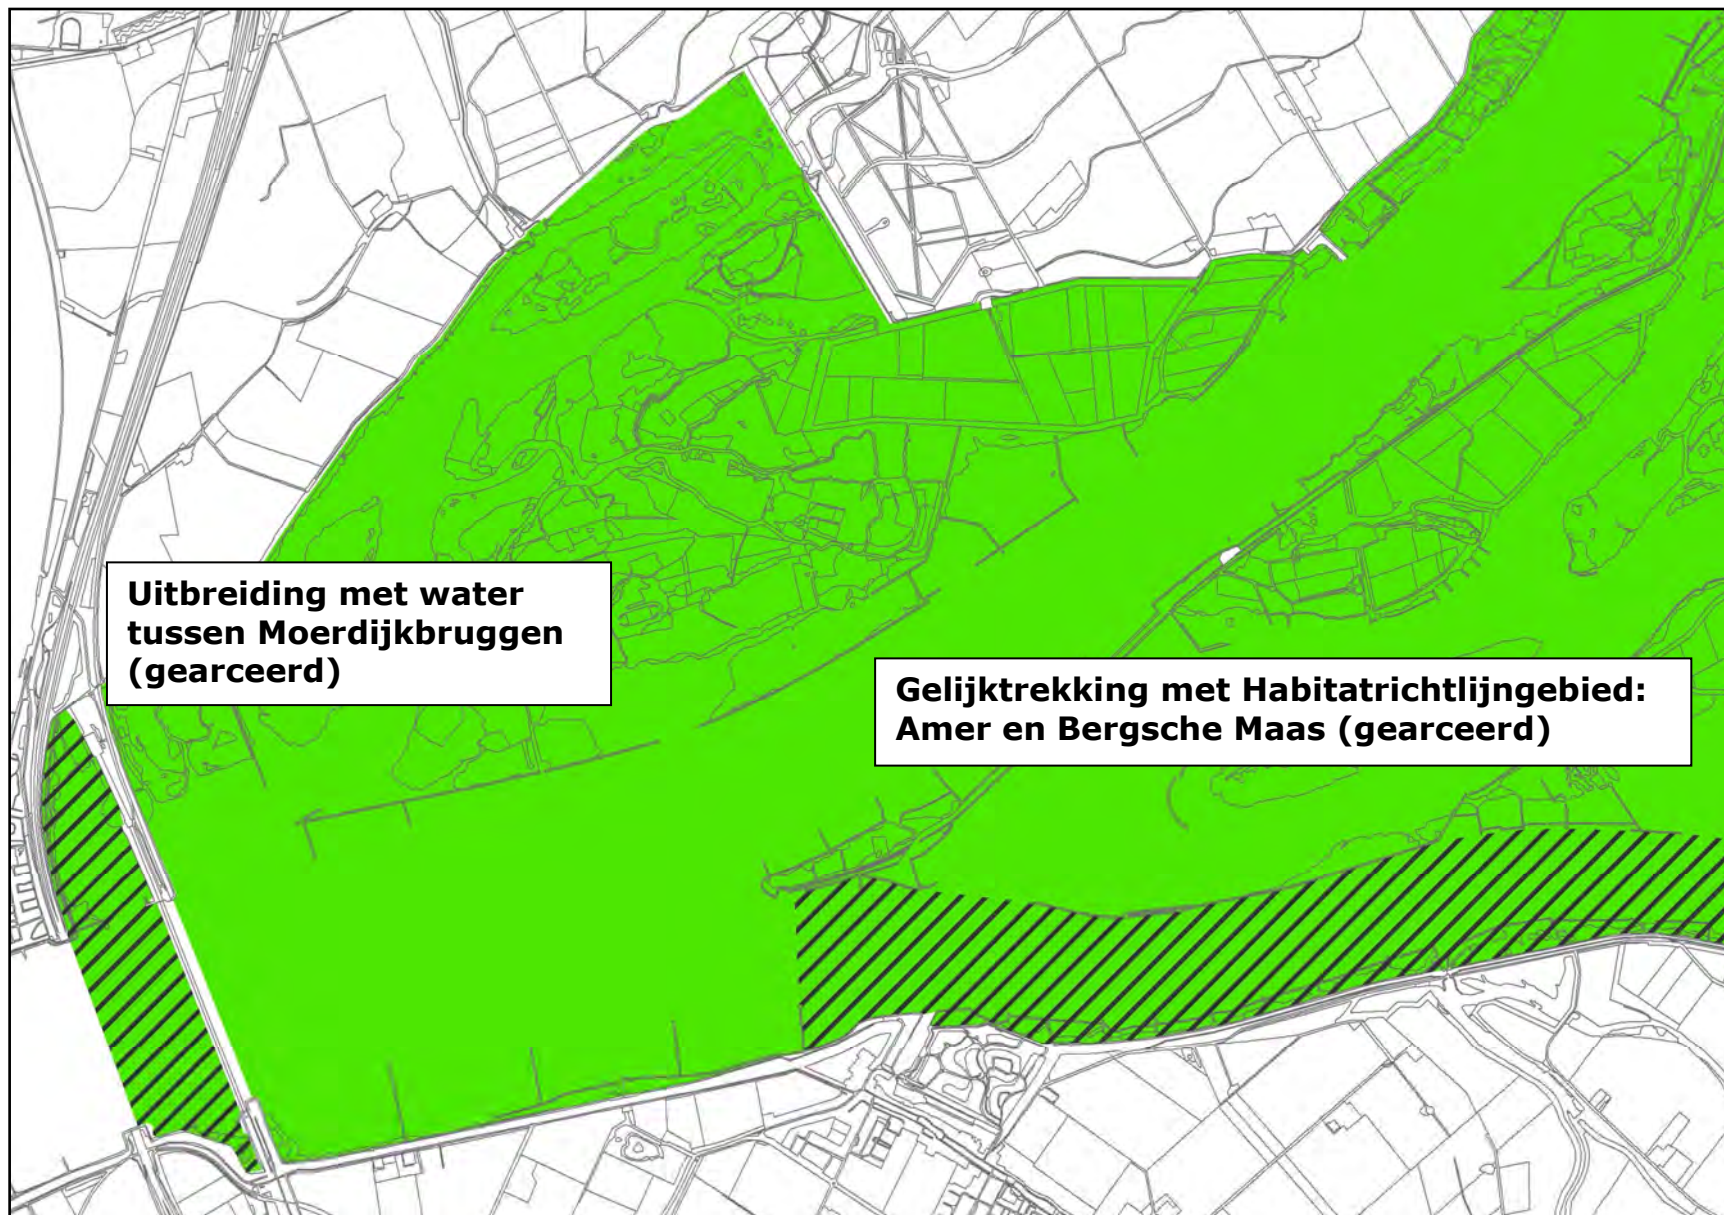 Uitbreiding met water
tussen Moerdijkbruggen
(gearceerd)
Gelijktrekking met Habitatrichtlijngebied:
Amer en Bergsche Maas (gearceerd)